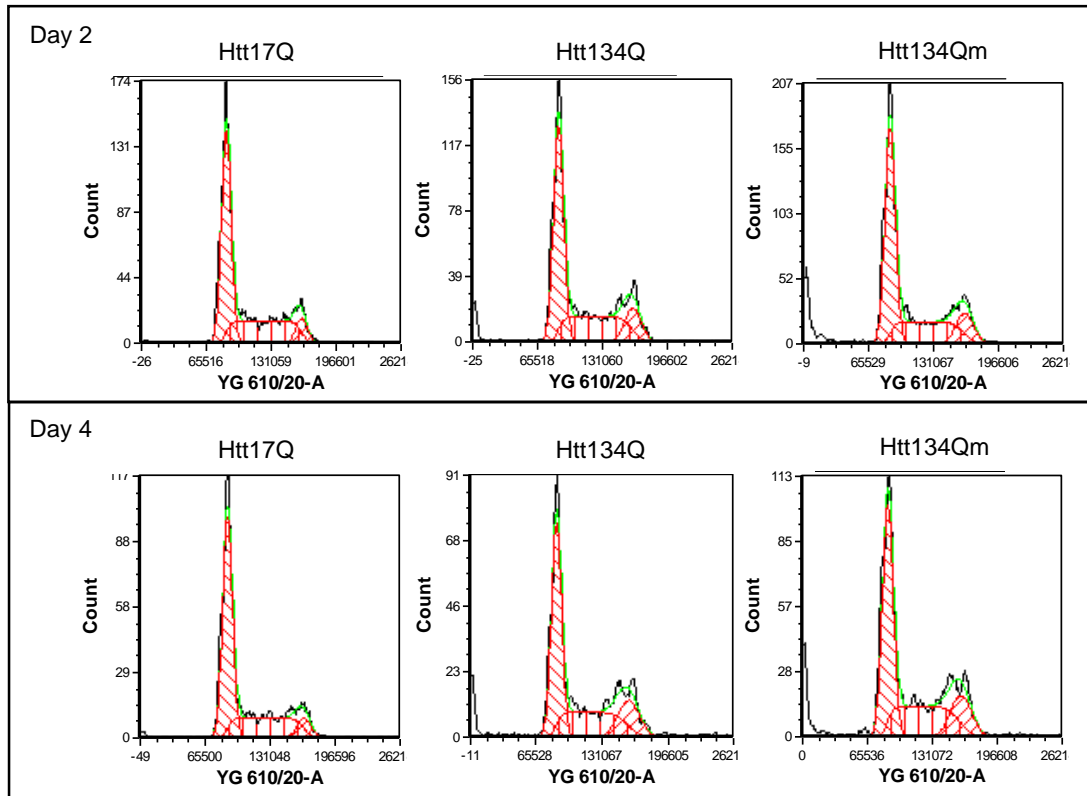 Day 2
Htt17Q
Htt134Q
Htt134Qm
174
131
87
44
0
Count
-26 65516 131059 196601 2621
YG 610/20-A
156
117
78
39
0
Count
-25 65518 131060 196602 2621
YG 610/20-A
207
155
103
52
0
Count
-9 65529 131067 196606 2621
YG 610/20-A
Day 4
Htt17Q
Htt134Q
Htt134Qm
117
88
58
29
0
Count
-49 65500 131048 196596 2621
YG 610/20-A
91
68
46
23
0
Count
-11 65528 131067 196605 2621
YG 610/20-A
113
85
57
28
0
Count
0 65536 131072 196608 2621
YG 610/20-A